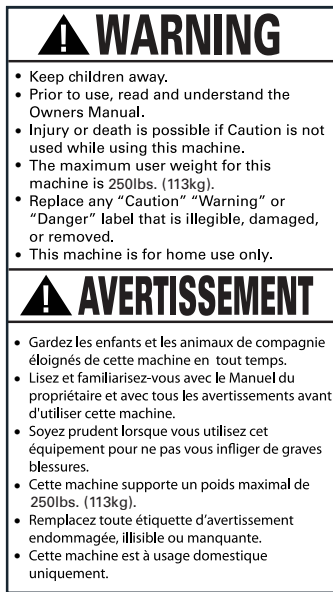 WARNING
• Keep children away.
• Prior to use, read and understand the
Owners Manual.
• Injury or death is possible if Caution is not
used while using this machine.
• The maximum user weight for this
machine is 250lbs. (113kg).
• Replace any “Caution” “Warning” or
“Danger” label that is illegible, damaged,
or removed.
• This machine is for home use only.
AVERTISSEMENT
• Gardez les enfants et les animaux de compagnie
éloignés de cette machine en tout temps.
• Lisez et familiarisez-vous avec le Manuel du
propriétaire et avec tous les avertissements avant
d'utiliser cette machine.
• Soyez prudent lorsque vous utilisez cet
équipement pour ne pas vous infliger de graves
blessures.
• Cette machine supporte un poids maximal de
250lbs. (113kg).
• Remplacez toute étiquette d’avertissement
endommagée, illisible ou manquante.
• Cette machine est à usage domestique
uniquement.